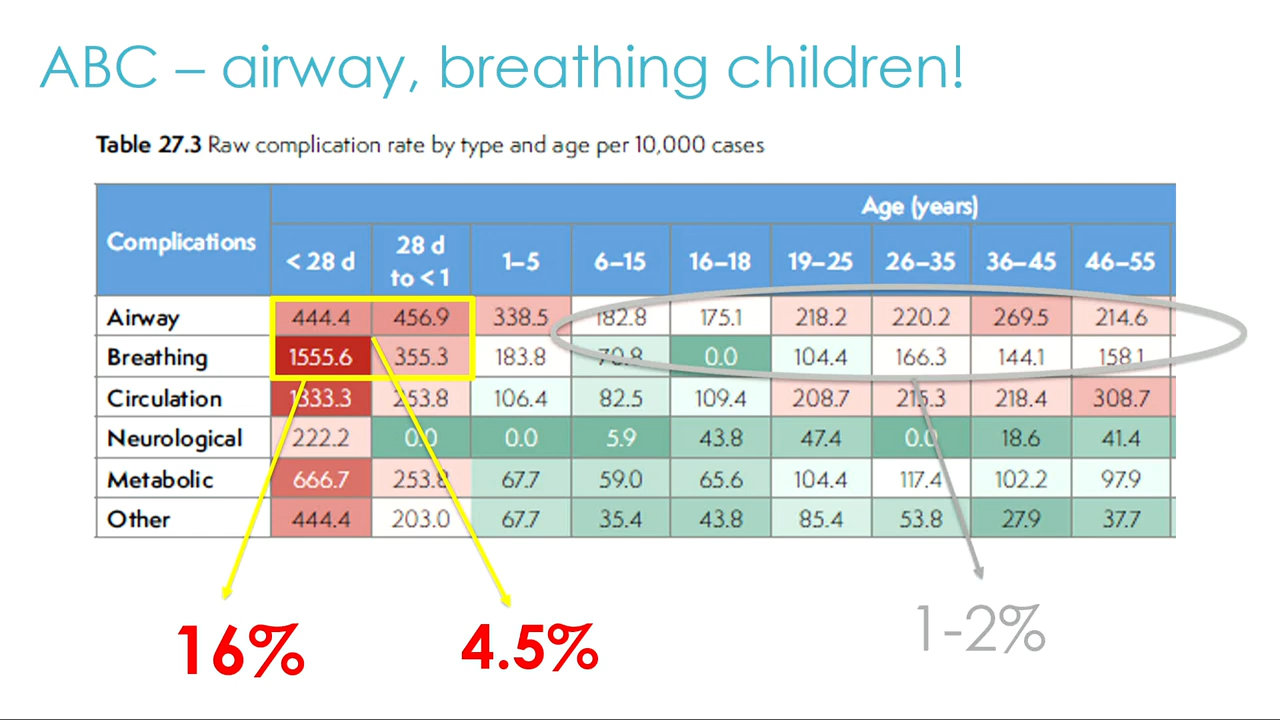 ABC – airway, breathing children!
Table 27.3 Raw complication rate by type and age per 10,000 cases
Complications
Age (years)
< 28 d 28 d to < 1 1–5 6–15 16–18 19–25 26–35 36–45 46–55
Airway 444.4 456.9 338.5 182.8 175.1 218.2 220.2 269.5 214.6
Breathing 1555.6 355.3 183.8 70.8 0.0 104.4 166.3 144.1 158.1
Circulation 1333.3 253.8 106.4 82.5 109.4 208.7 215.3 218.4 308.7
Neurological 222.2 0.0 0.0 5.9 43.8 47.4 0.0 18.6 41.4
Metabolic 666.7 253.8 67.7 59.0 65.6 104.4 117.4 102.2 97.9
Other 444.4 203.0 67.7 35.4 43.8 85.4 53.8 27.9 37.7
16% 4.5% 1-2%